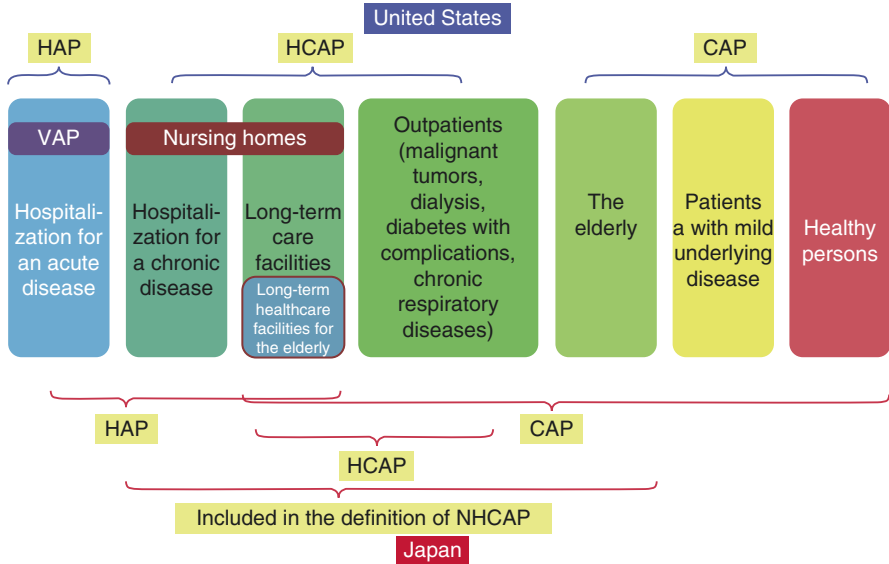 United States
HAP
HCAP
CAP
VAP
Hospitali-
zation for
an acute
disease
Nursing homes
Hospitali-
zation for
a chronic
disease
Long-term
care
facilities
Long-term
healthcare
facilities for
the elderly
Outpatients
(malignant
tumors,
dialysis,
diabetes with
complications,
chronic
respiratory
diseases)
The
elderly
Patients
a with mild
underlying
disease
Healthy
persons
HAP
CAP
HCAP
Included in the definition of NHCAP
Japan